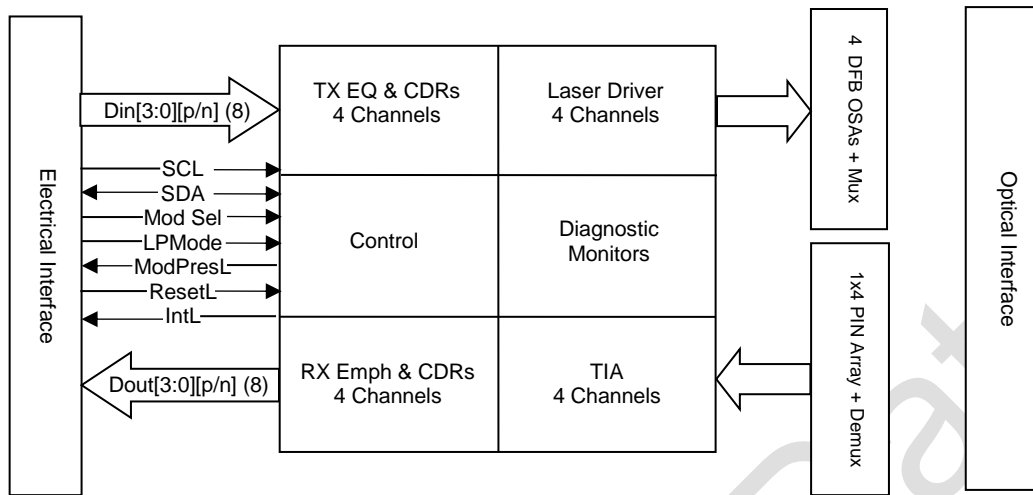 Electrical Interface
Din[3:0][p/n] (8)
SCL
SDA
Mod Sel
LPMode
ModPresL
ResetL
IntL
Dout[3:0][p/n] (8)
TX EQ & CDRs
4 Channels
Laser Driver
4 Channels
Control
Diagnostic
Monitors
RX Emph & CDRs
4 Channels
TIA
4 Channels
4 DFB OSAs + Mux
1x4 PIN Array + Demux
Optical Interface